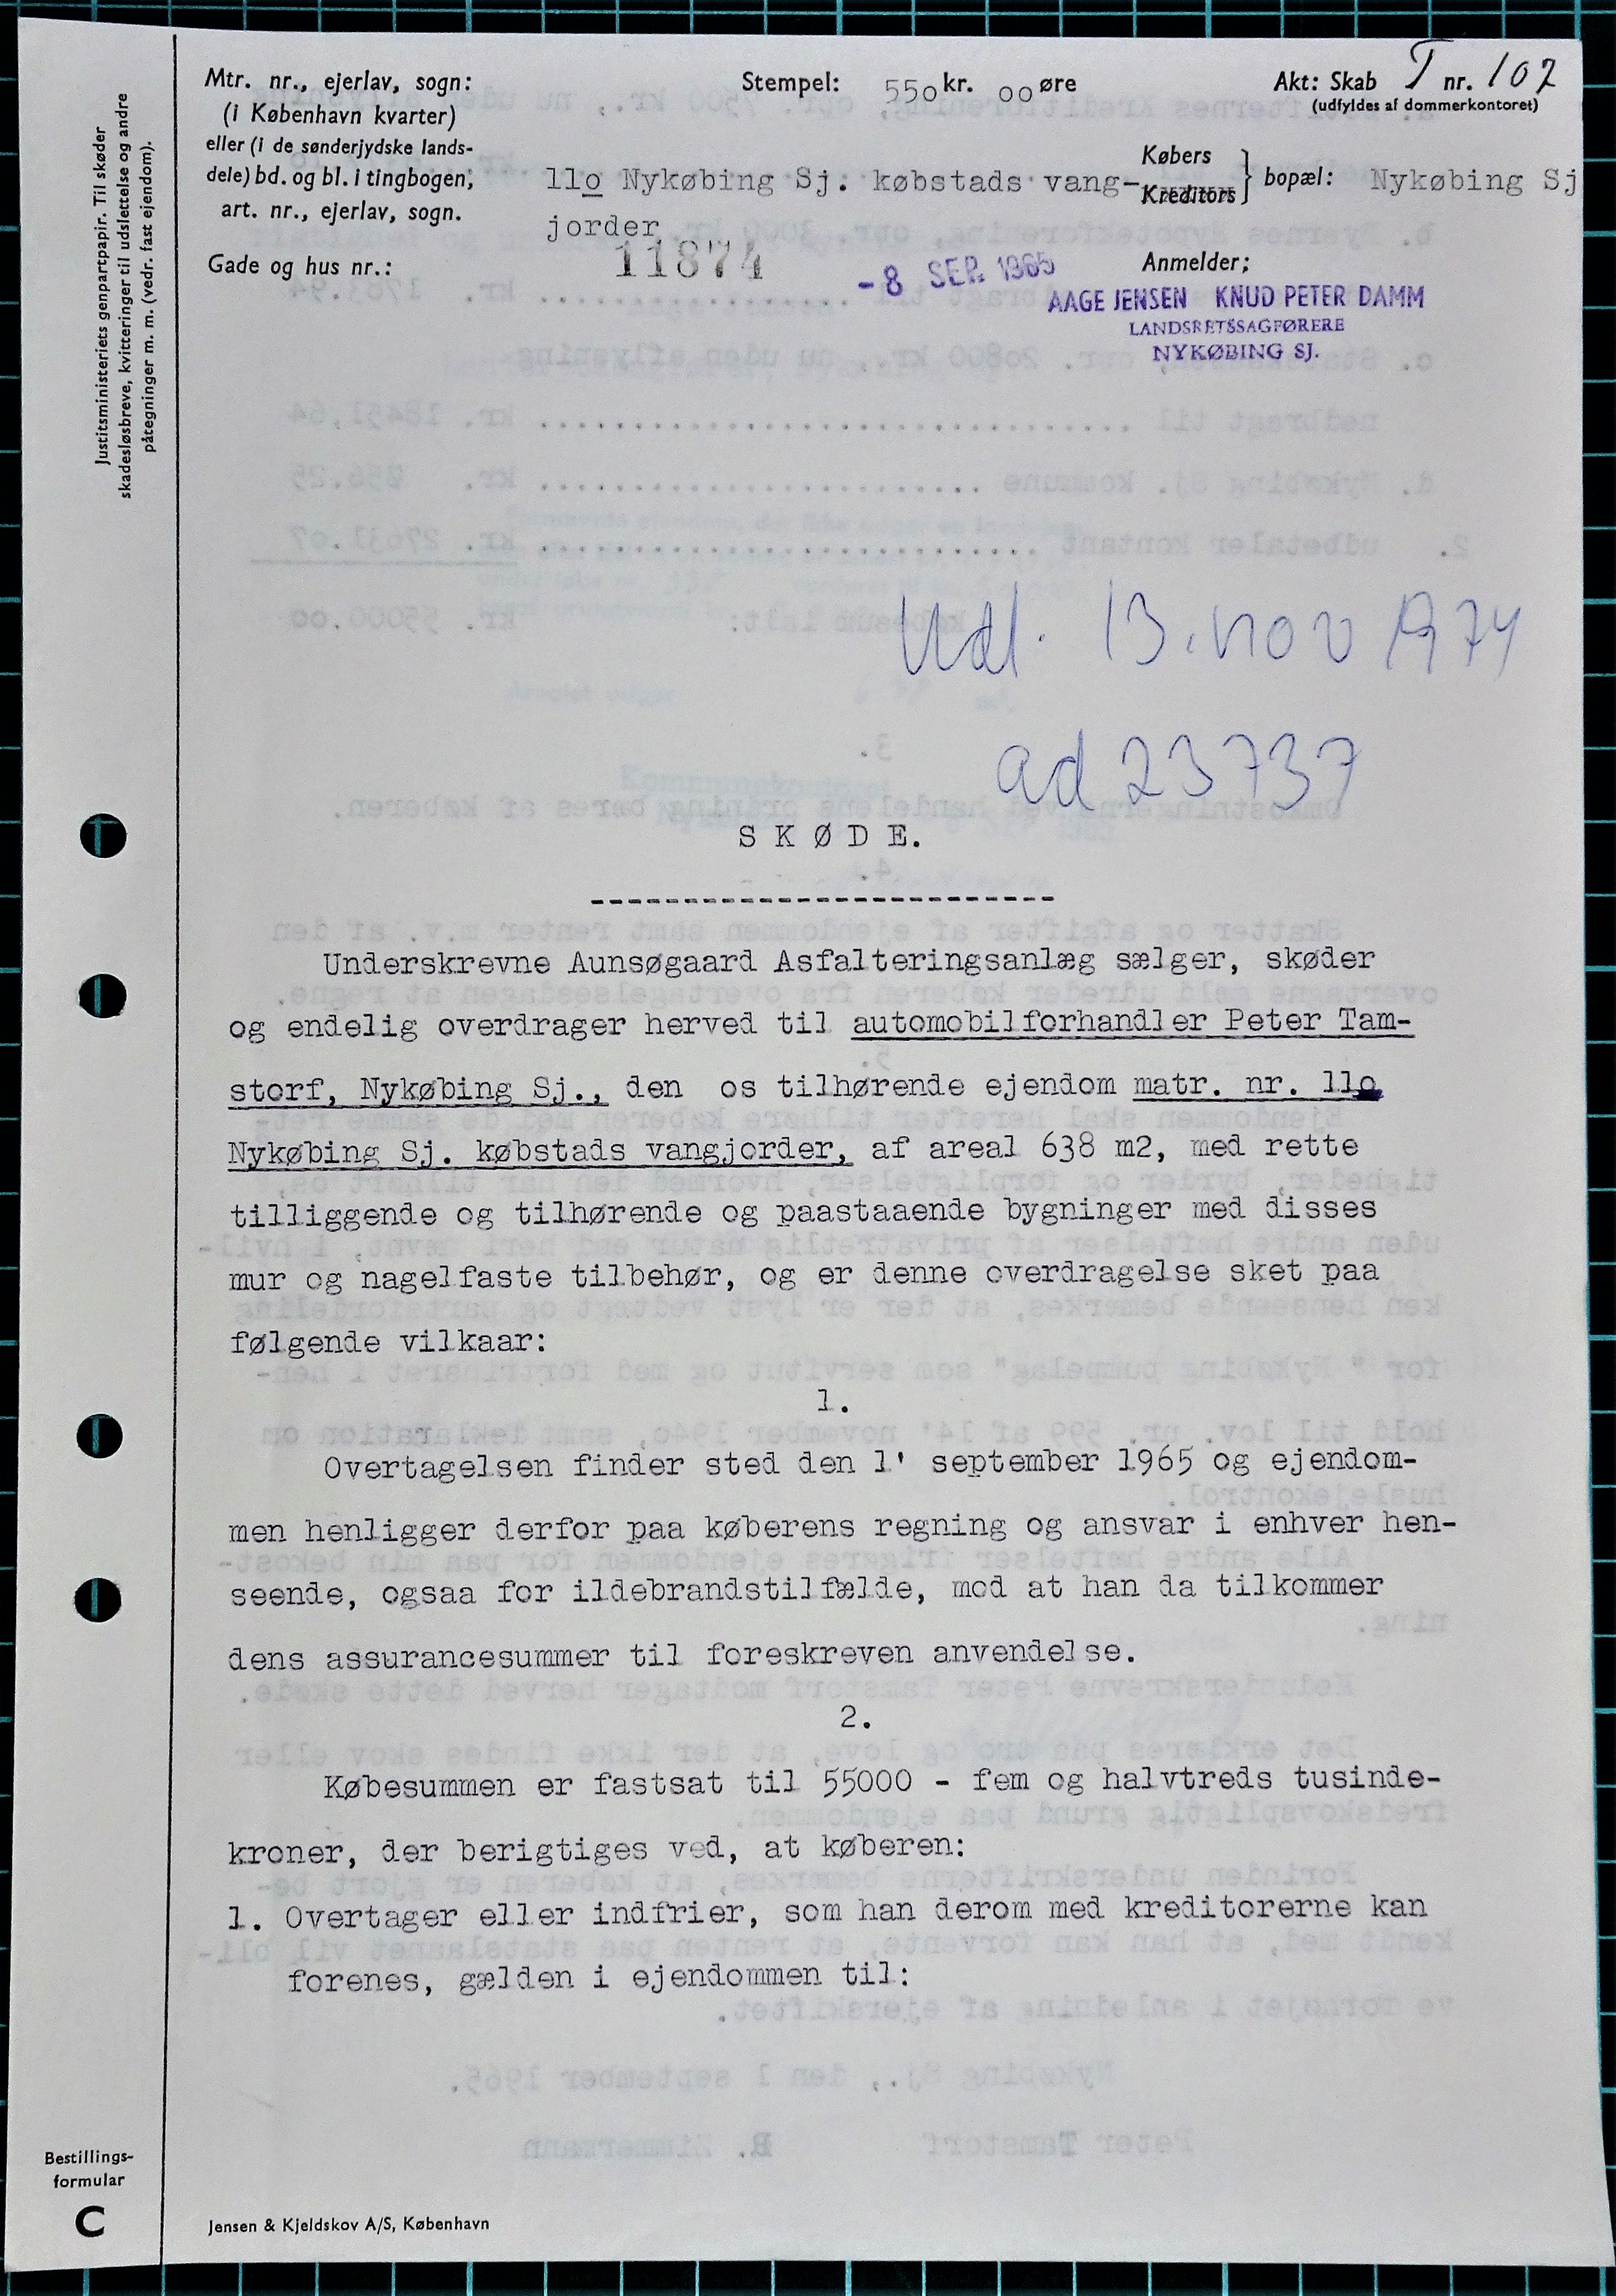 Justitsministeriets genpartpapir. Til skøder
skadesløsbreve, kvitteringer til udslettelse og andre
påtegninger m. m. (vedr. fast ejendom).
Mtr. nr., ejerlav, sogn:
(i København kvarter)
eller (i de sønderjydske lands-
dele) bd. og bl. i tingbogen,
art. nr., ejerlav, sogn.
Gade og hus nr.:
Stempel: 550 kr. oo øre
Akt: Skab T nr. 107
(udfyldes af dommerkontoret)
llo Nykøbing Sj. købstads vang-
jorder
Købers
Kreditors
bopæl: Nykøbing Sj
11874
-8 SEP. 1965
Anmelder:
AAGE JENSEN KNUD PETER DAMM
LANDSRETSSAGFØRERE
NYKØBING SJ.
Udl. 13. nov 1974
ad 23737
S K Ø D E.
Underskrevne Aunsøgaard Asfalteringsanlæg sælger, skøder
og endelig overdrager herved til automobilforhandler Peter Tam-
storf, Nykøbing Sj., den os tilhørende ejendom matr. nr. llo
Nykøbing Sj. købstads vangjorder, af areal 638 m2, med rette
tilliggende og tilhørende og paastaaende bygninger med disses
mur og nagelfaste tilbehør, og er denne overdragelse sket paa
følgende vilkaar:
1.
Overtagelsen finder sted den 1' september 1965 og ejendom-
men henligger derfor paa køberens regning og ansvar i enhver hen-
seende, ogsaa for ildebrandstilfælde, mod at han da tilkommer
dens assurancesummer til foreskreven anvendelse.
2.
Købesummen er fastsat til 55000 - fem og halvtreds tusinde-
kroner, der berigtiges ved, at køberen:
1. Overtager eller indfrier, som han derom med kreditorerne kan
forenes, gælden i ejendommen til:
Bestillings-
formular
C
Jensen & Kjeldskov A/S, København